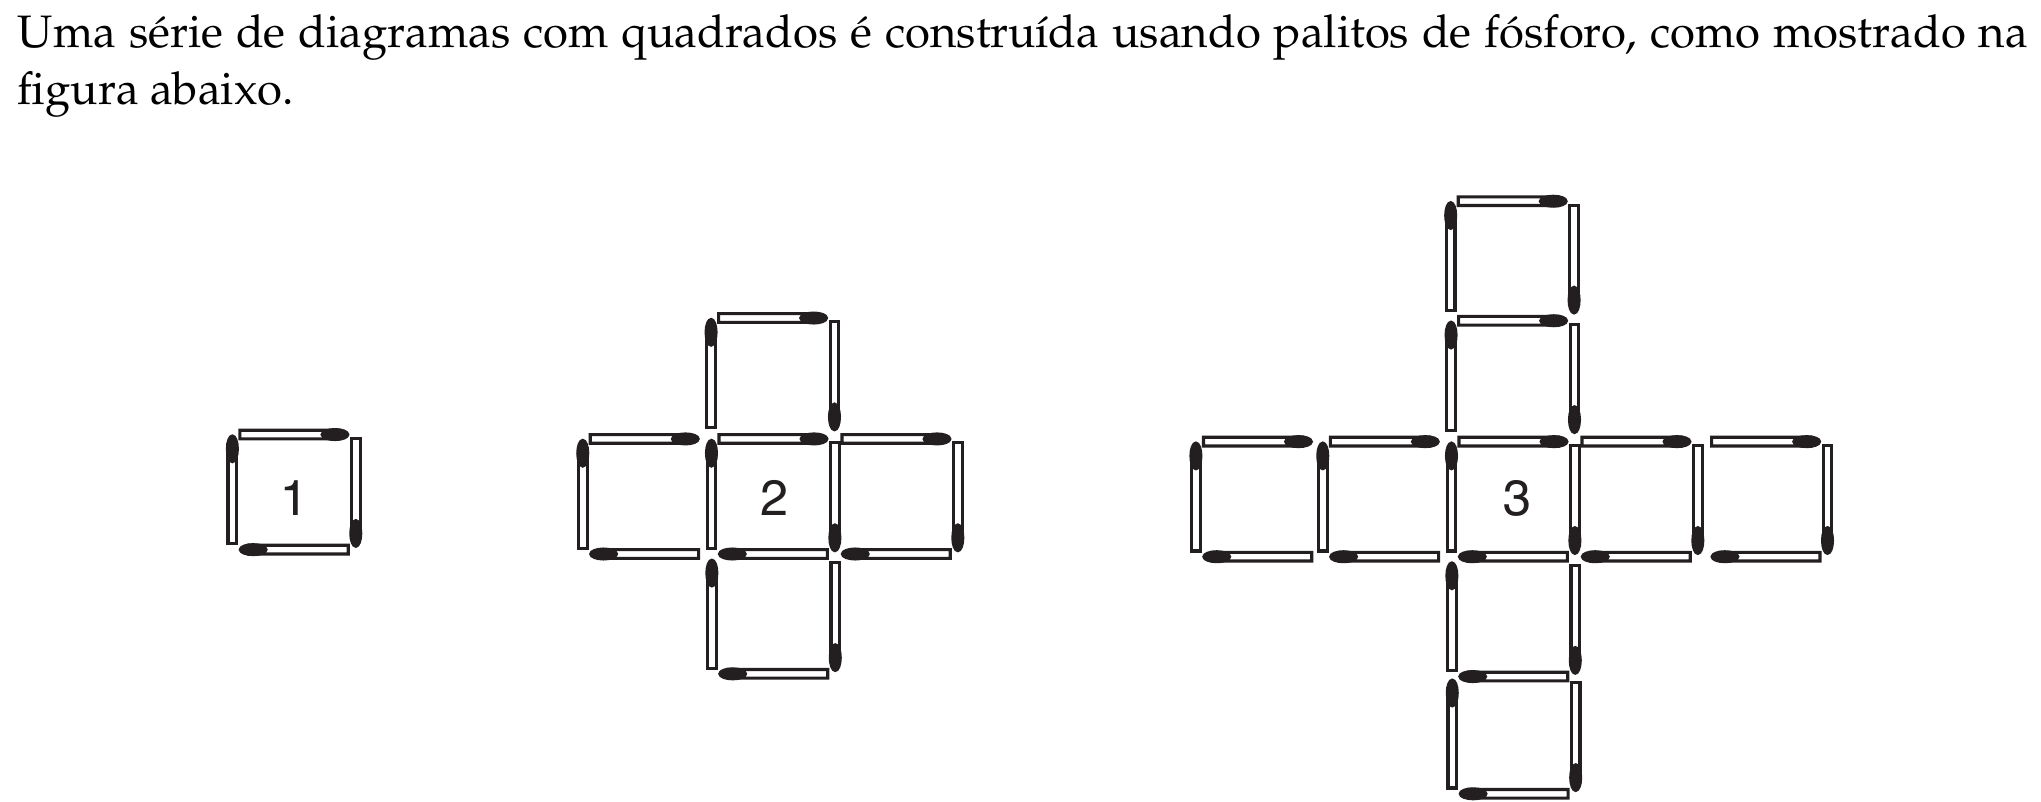 Uma série de diagramas com quadrados é construída usando palitos de fósforo, como mostrado na
figura abaixo.
1
2
3